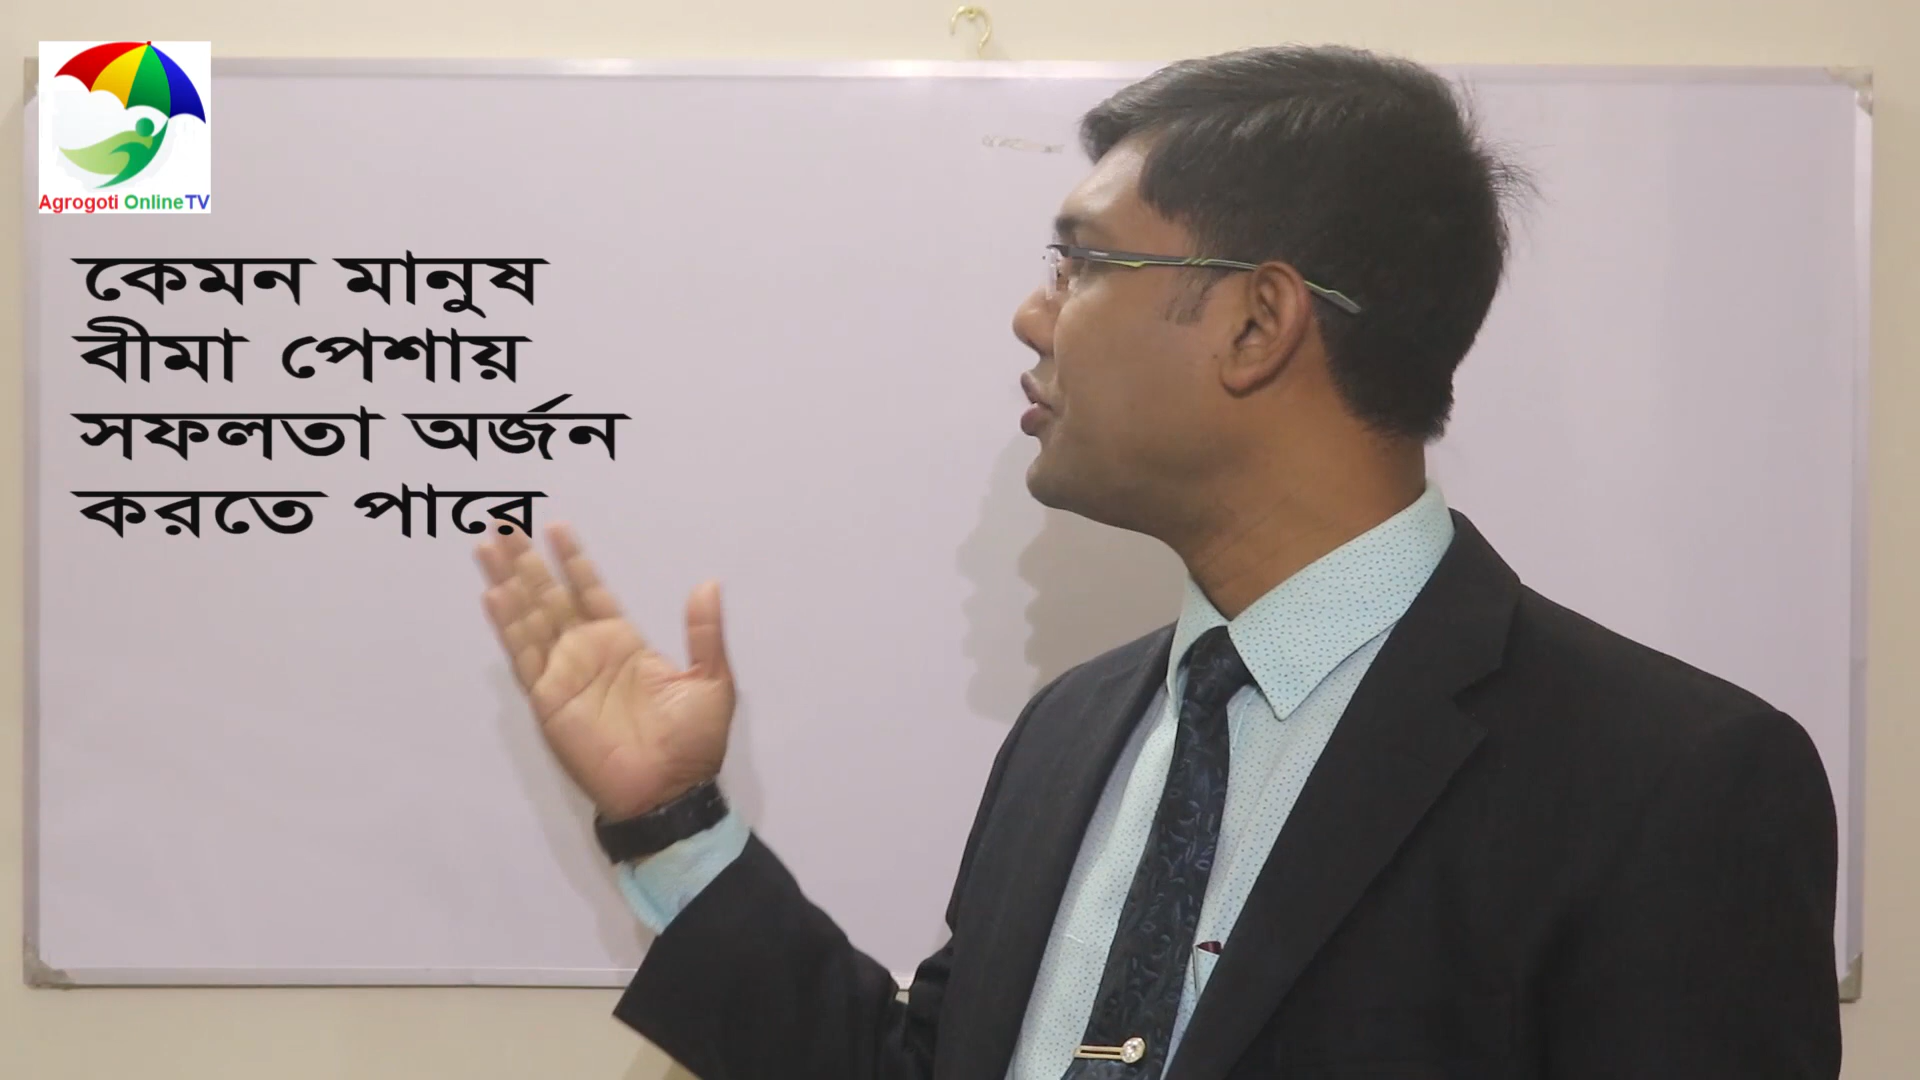 Agrogoti OnlineTV
কেমন মানুষ
বীমা পেশায়
সফলতা অর্জন
করতে পারে